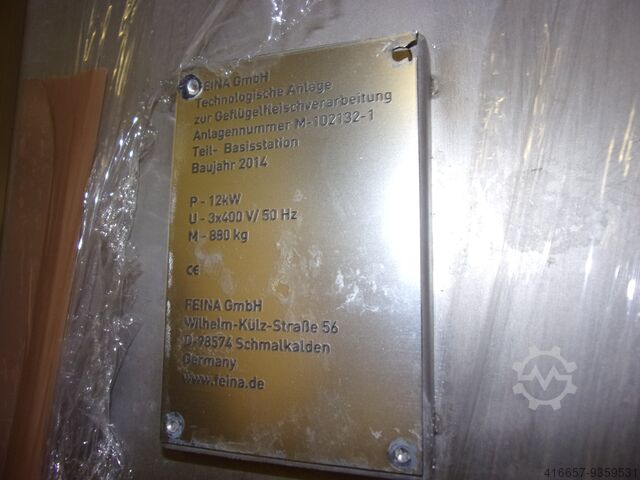 FEINA GmbH
Technologische Anlage
zur Geflügelfleischverarbeitung
Anlagennummer M-102132-1
Teil- Basisstation
Baujahr 2014
P - 12kW
U - 3x400 V/ 50 Hz
M - 880 kg
CE
FEINA GmbH
Wilhelm-Külz-Straße 56
D-98574 Schmalkalden
Germany
www.feina.de
416657-9359531